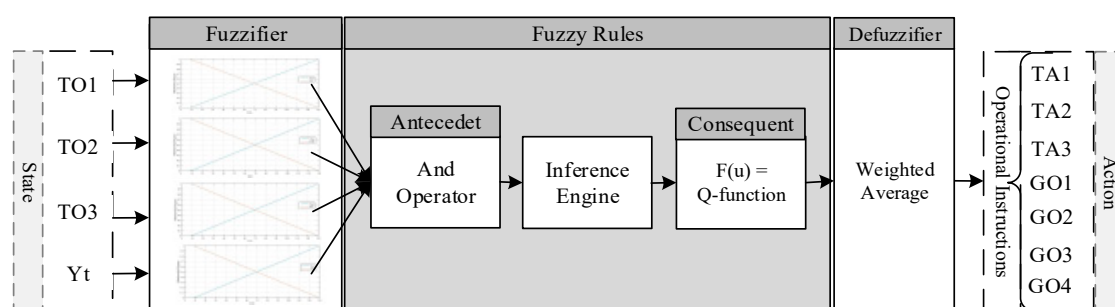 Fuzzifier
Fuzzy Rules
Defuzzifier
State
TO1
TO2
TO3
Yt
Antecedet
And
Operator
Inference
Engine
Consequent
F(u) =
Q-function
Weighted
Average
Operational Instructions
TA1
TA2
TA3
GO1
GO2
GO3
GO4
Action